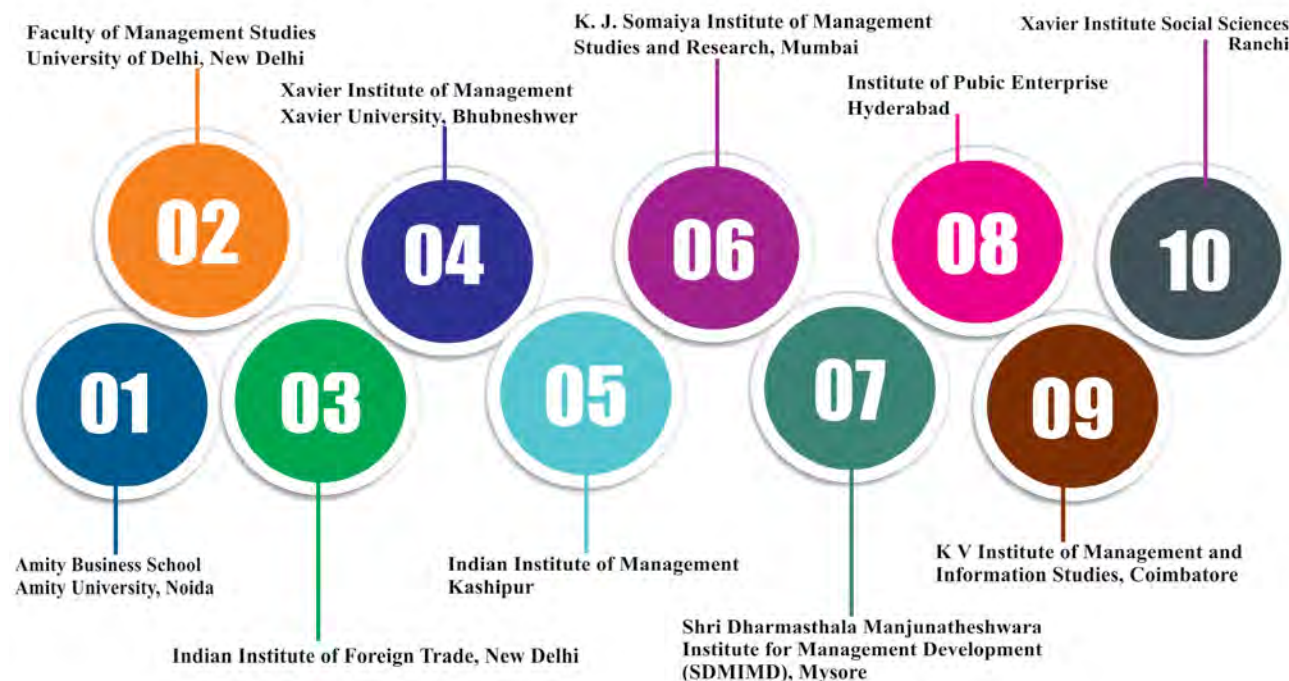 Faculty of Management Studies
University of Delhi, New Delhi
Xavier Institute of Management
Xavier University, Bhubneshwer
K. J. Somaiya Institute of Management
Studies and Research, Mumbai
Institute of Pubic Enterprise
Hyderabad
Xavier Institute Social Sciences
Ranchi
02
04
06
08
10
01
03
05
07
09
Amity Business School
Amity University, Noida
Indian Institute of Foreign Trade, New Delhi
Indian Institute of Management
Kashipur
Shri Dharmasthala Manjunatheshwara
Institute for Management Development
(SDMIMD), Mysore
K V Institute of Management and
Information Studies, Coimbatore